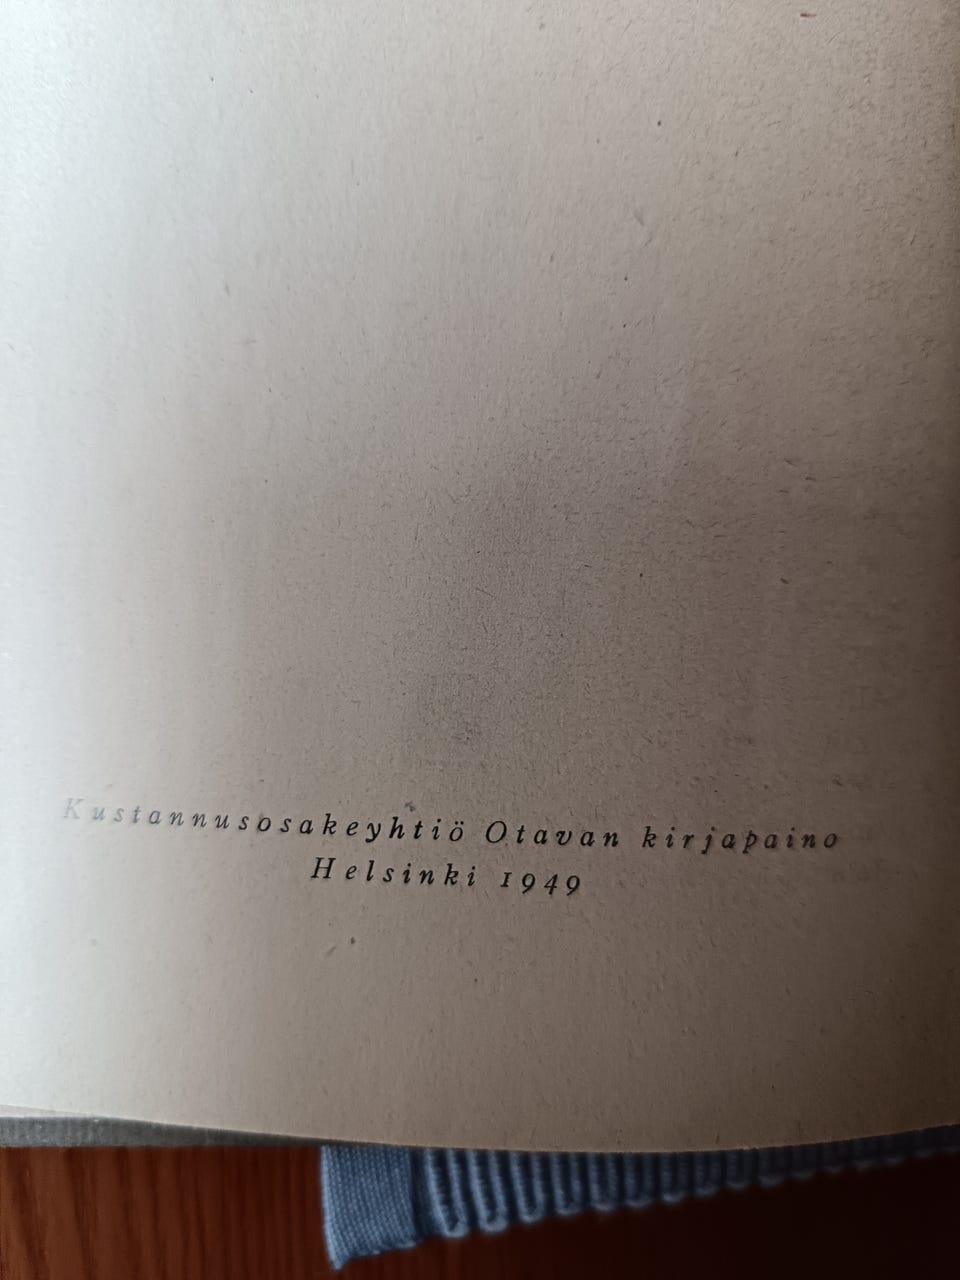 Kustannusosakeyhtiö Otavan kirjapaino
Helsinki 1949